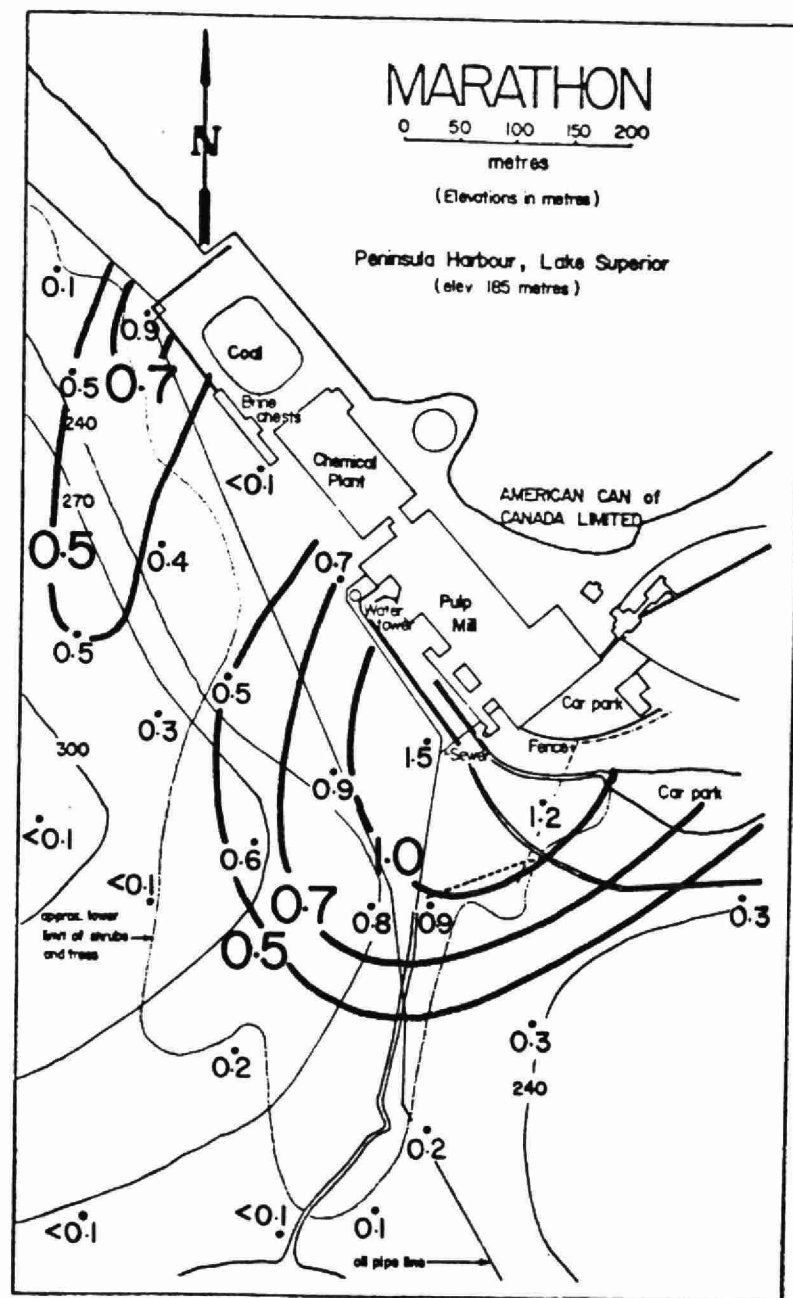 MARATHON
0 50 100 150 200
metres
(Elevations in metres)
N
Peninsula Harbour, Lake Superior
(elev. 185 metres)
0.1
0.9
Coal
0.7
0.5
Brine
chests
240
Chemical
Plant
<0.1
270
AMERICAN CAN of
CANADA LIMITED
0.5
0.4
0.7
Water
tower
Pulp
Mill
0.5
0.5
Car park
0.3
300
1.5
Sewer
Fence
0.9
Car park
1.2
<0.1
0.6
1.0
<0.1
0.7
approx. lower
limit of shrubs
and trees
0.8
0.9
0.3
0.5
0.3
0.2
240
0.2
<0.1
<0.1
0.1
oil pipe line